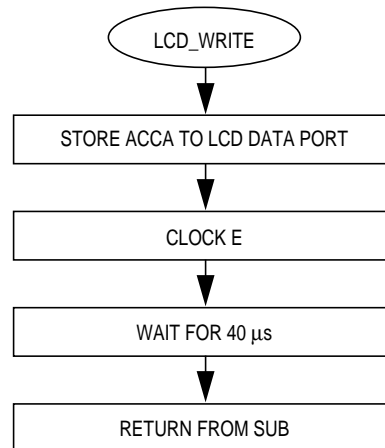 LCD_WRITE
STORE ACCA TO LCD DATA PORT
CLOCK E
WAIT FOR 40 μs
RETURN FROM SUB